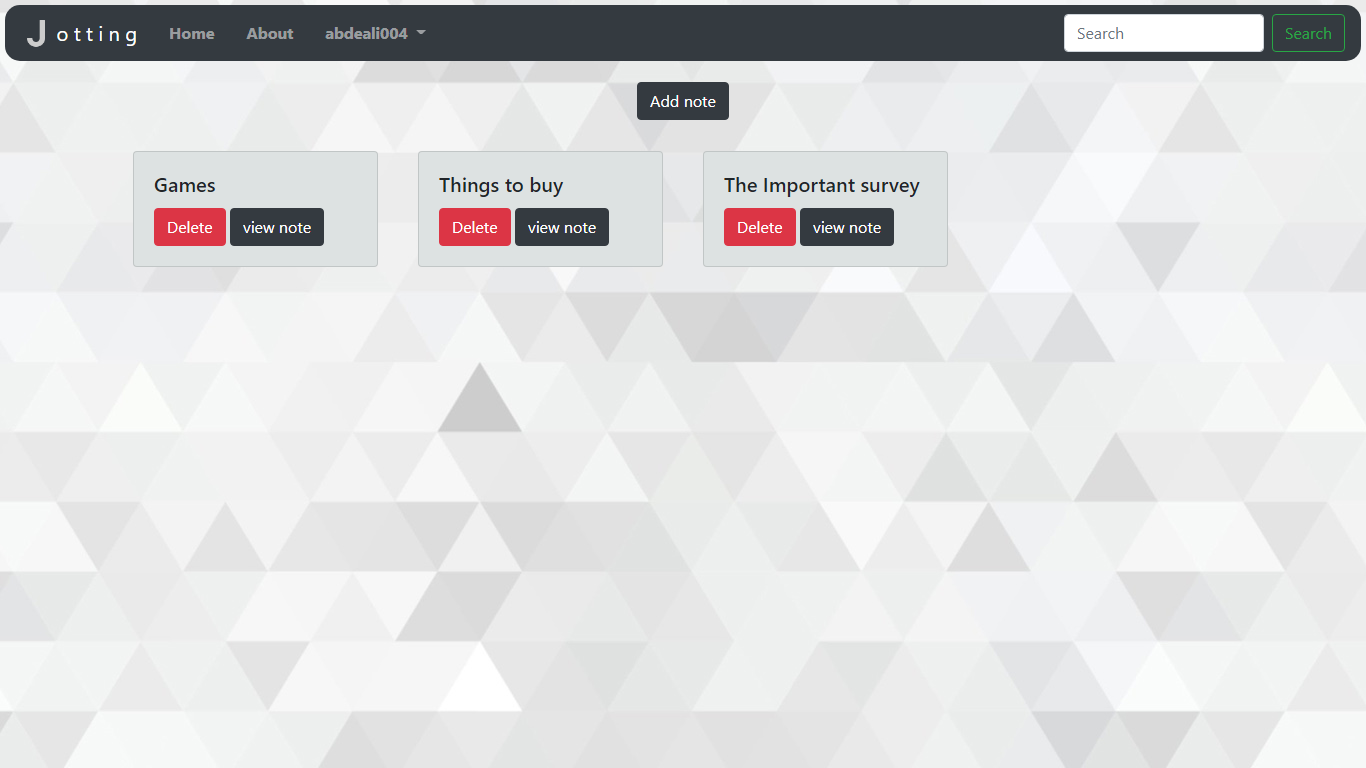 Jotting Home About abdeali004 Search Search
Add note
Games
Delete view note
Things to buy
Delete view note
The Important survey
Delete view note